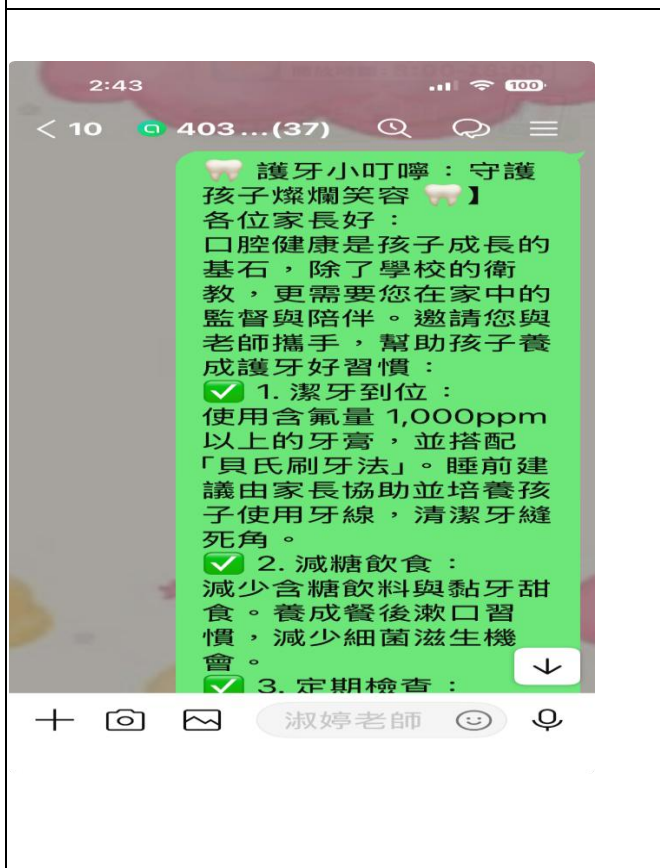 2:43
100
< 10 403...(37)
🦷 護牙小叮嚀：守護
孩子燦爛笑容 🦷】
各位家長好：
口腔健康是孩子成長的
基石，除了學校的衛
教，更需要您在家中的
監督與陪伴。邀請您與
老師攜手，幫助孩子養
成護牙好習慣：
✅ 1. 潔牙到位：
使用含氟量 1,000ppm
以上的牙膏，並搭配
「貝氏刷牙法」。睡前建
議由家長協助並培養孩
子使用牙線，清潔牙縫
死角。
✅ 2. 減糖飲食：
減少含糖飲料與黏牙甜
食。養成餐後漱口習
慣，減少細菌滋生機
會。
✅ 3. 定期檢查：
淑婷老師